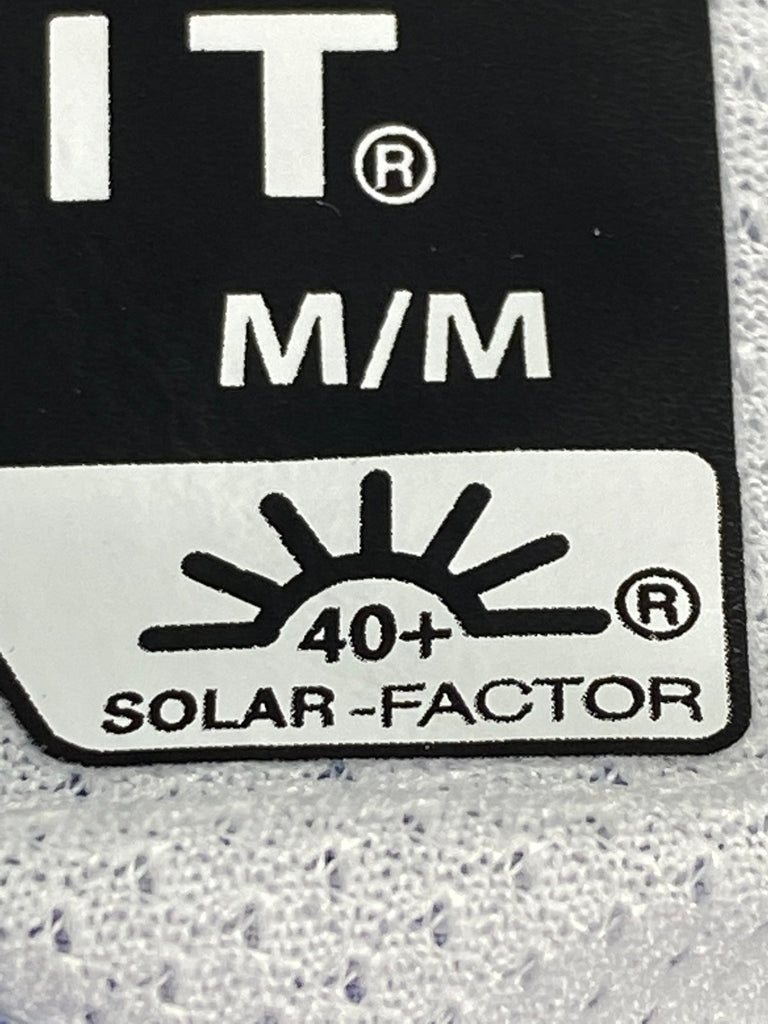 IT®
M/M
40+ ®
SOLAR-FACTOR